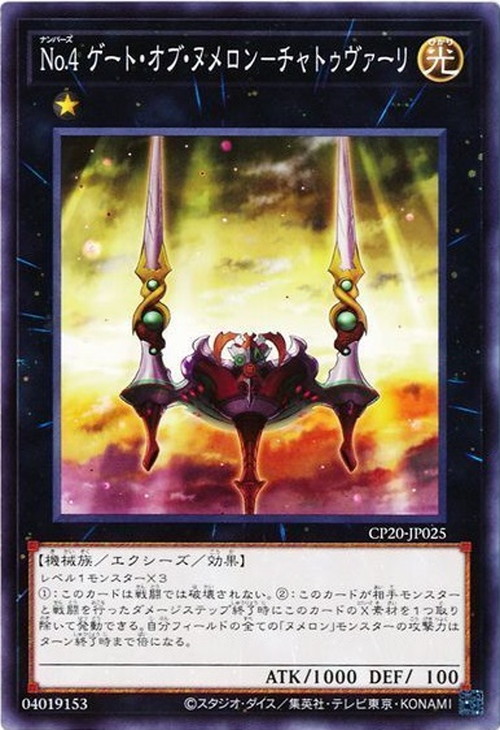 ナンバーズ
No.4 ゲート・オブ・ヌメロン－チャトゥヴァーリ
ひかり
光
CP20-JP025
【機械族／エクシーズ／効果】
レベル１モンスター×３
①：このカードは戦闘では破壊されない。②：このカードが相手モンスター
と戦闘を行ったダメージステップ終了時にこのカードのX素材を１つ取り
除いて発動できる。自分フィールドの全ての「ヌメロン」モンスターの攻撃力は
ターン終了時まで倍になる。
ATK/1000 DEF/ 100
04019153 ©スタジオ・ダイス／集英社・テレビ東京・KONAMI